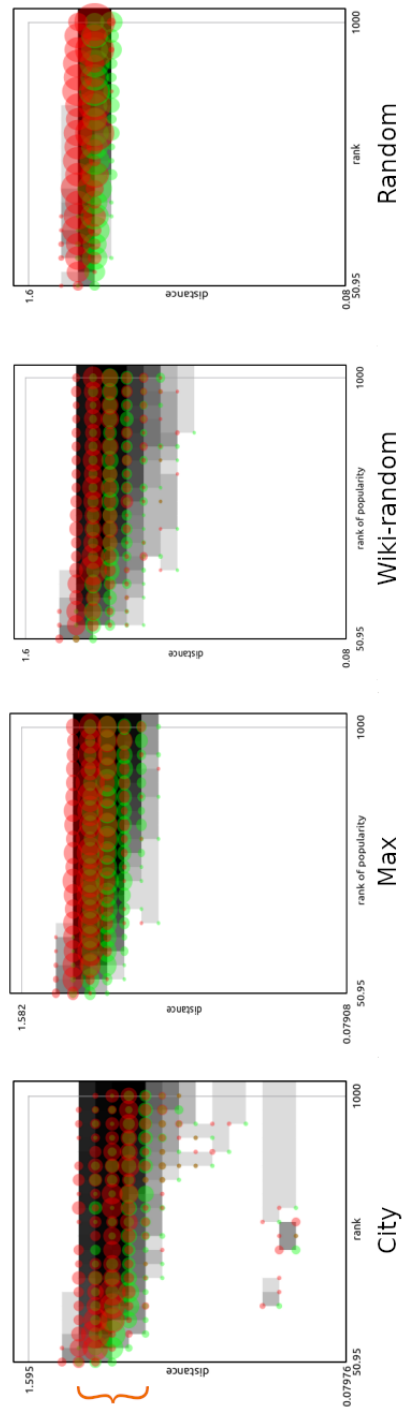 1.595
distance
0.07976
50.95
rank
1000
City
1.582
distance
0.07908
50.95
rank of popularity
1000
Max
1.6
distance
0.08
50.95
rank of popularity
1000
Wiki-random
1.6
distance
0.08
50.95
rank
1000
Random